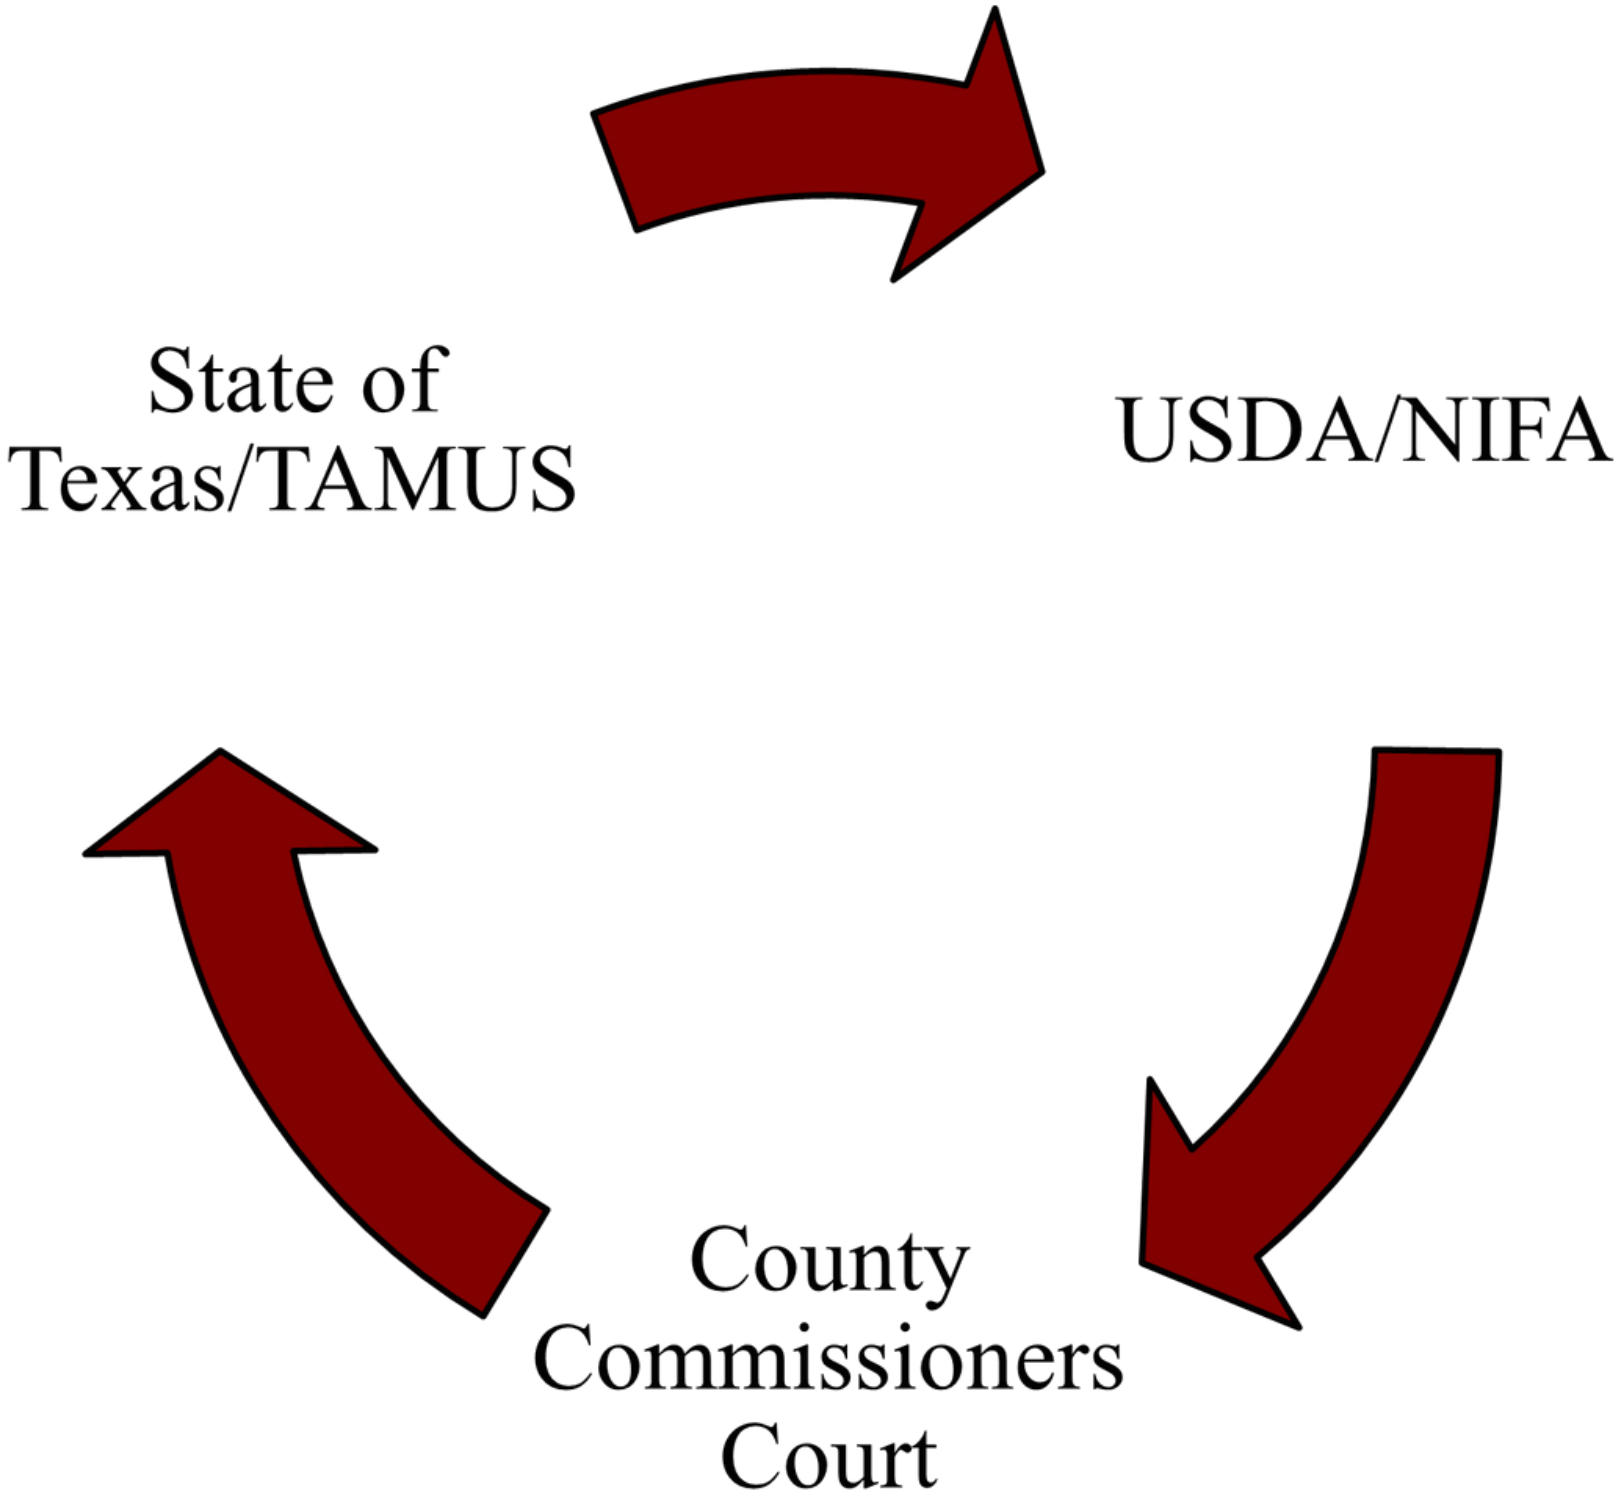 State of
Texas/TAMUS
USDA/NIFA
County
Commissioners
Court